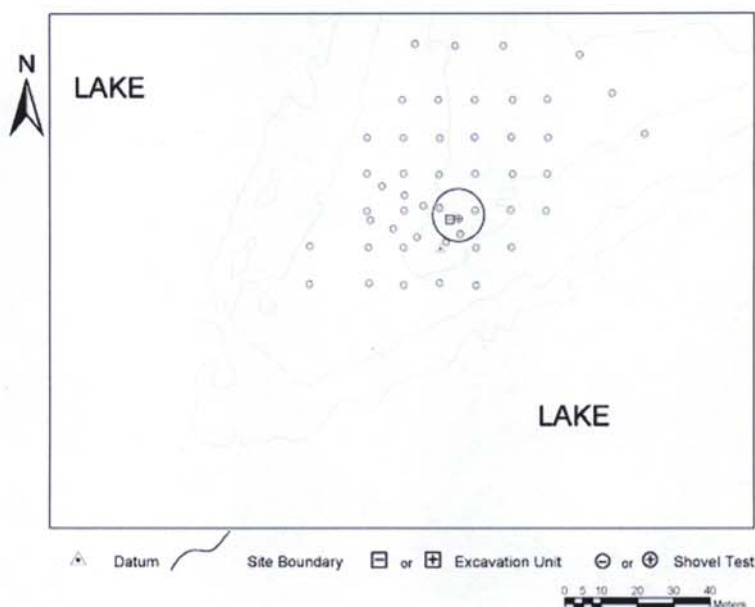 N
LAKE
LAKE
Datum Site Boundary or Excavation Unit or Shovel Test
0 5 10 20 30 40
Meters